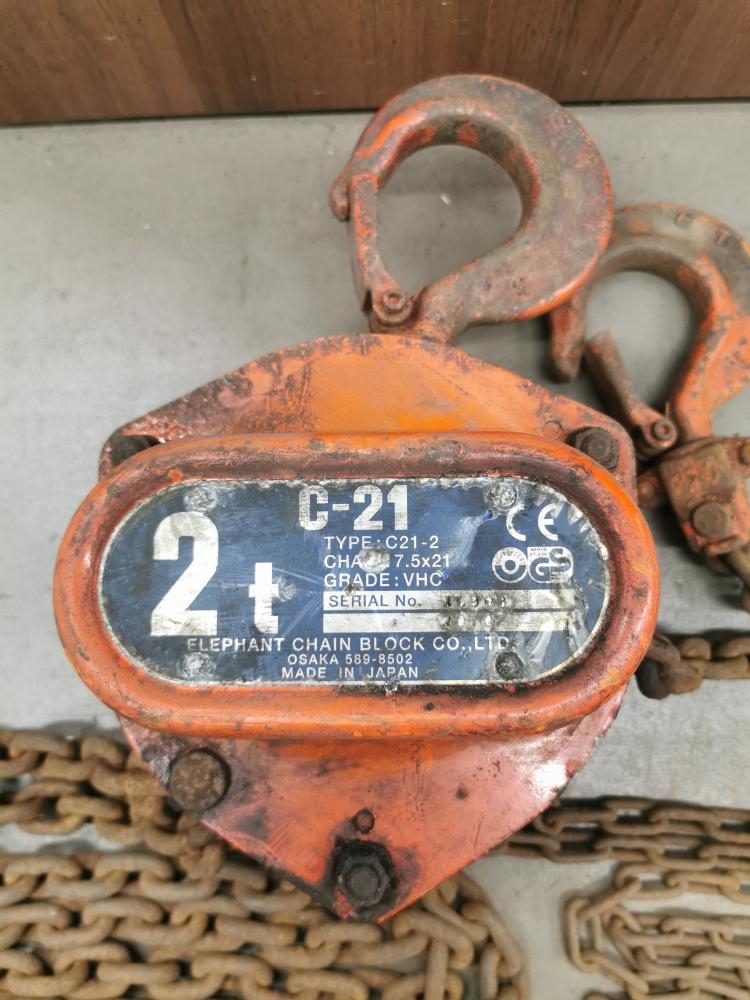 C-21
2t
TYPE : C21-2
7.5x21
GRADE : VHC
SERIAL No.
CE
GS
ELEPHANT CHAIN BLOCK CO.,LTD.
OSAKA 589-8502
MADE IN JAPAN